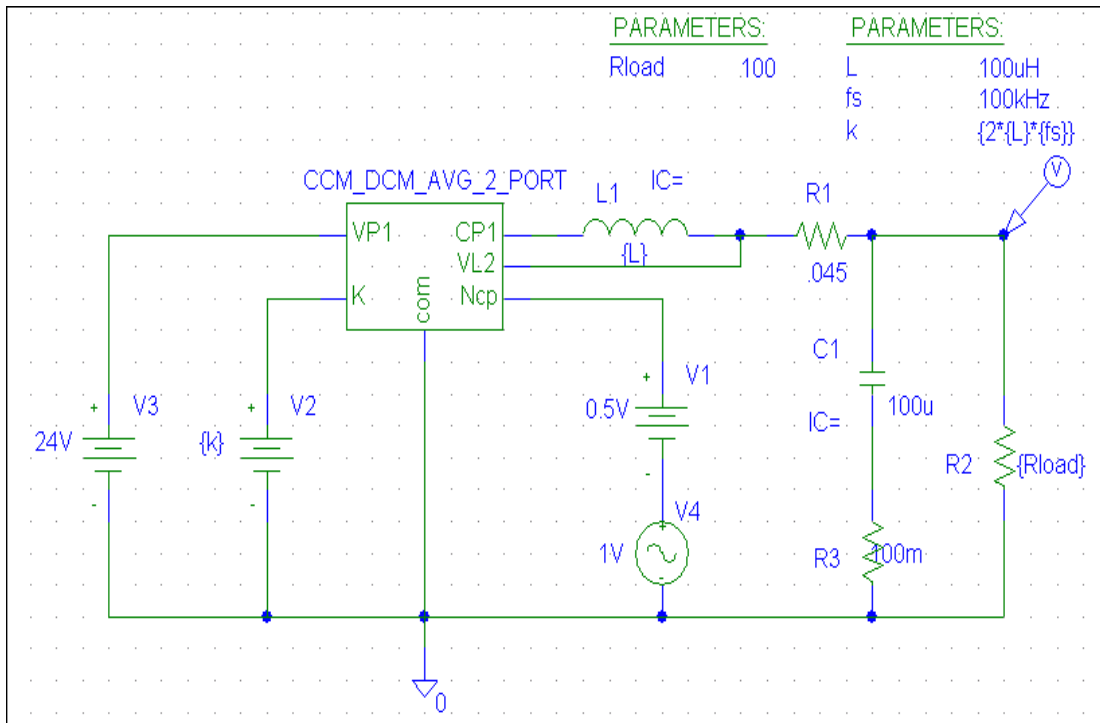 PARAMETERS: PARAMETERS:
Rload 100 L 100uH
fs 100kHz
k {2*{L}*{fs}}
V
CCM_DCM_AVG_2_PORT
L1 IC= R1
VP1 CP1
{L}
.045
VL2
K Ncp
com
C1
V1
V3 V2 0.5V 100u
+ + +
24V {k} IC=
R2 {Rload}
- - -
V4
+
1V R3 100m
-
0